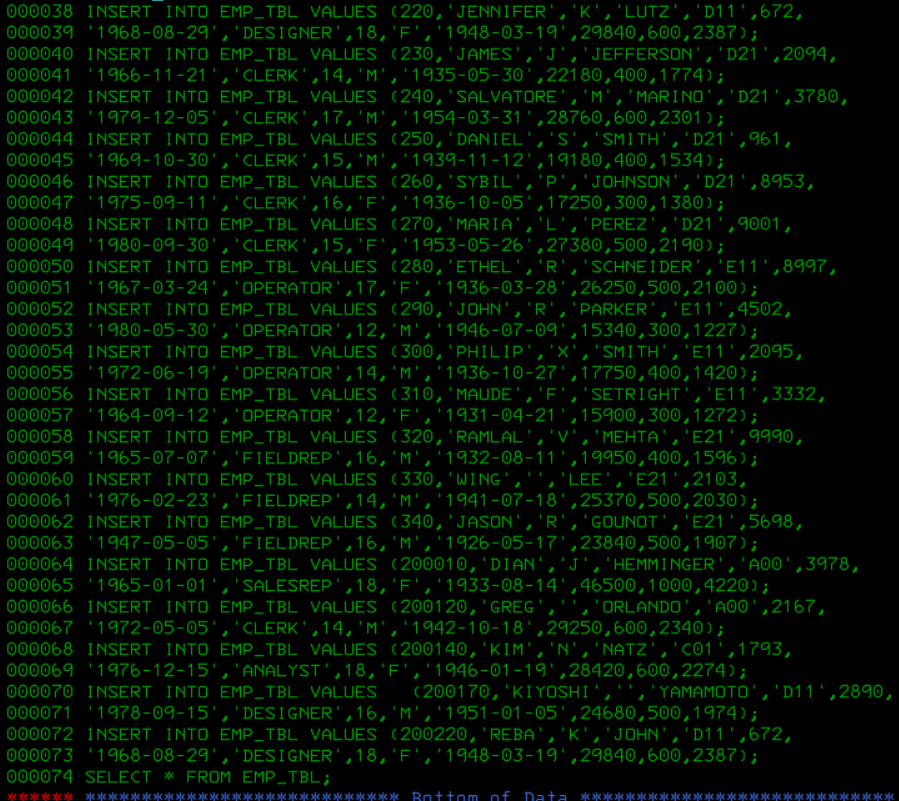 000038 INSERT INTO EMP_TBL VALUES (220,'JENNIFER','K','LUTZ','D11',672,
000039 '1968-08-29','DESIGNER',18,'F','1948-03-19',29840,600,2387);
000040 INSERT INTO EMP_TBL VALUES (230,'JAMES','J','JEFFERSON','D21',2094,
000041 '1966-11-21','CLERK',14,'M','1935-05-30',22180,400,1774);
000042 INSERT INTO EMP_TBL VALUES (240,'SALVATORE','M','MARINO','D21',3780,
000043 '1979-12-05','CLERK',17,'M','1954-03-31',28760,600,2301);
000044 INSERT INTO EMP_TBL VALUES (250,'DANIEL','S','SMITH','D21',961,
000045 '1969-10-30','CLERK',15,'M','1939-11-12',19180,400,1534);
000046 INSERT INTO EMP_TBL VALUES (260,'SYBIL','P','JOHNSON','D21',8953,
000047 '1975-09-11','CLERK',16,'F','1936-10-05',17250,300,1380);
000048 INSERT INTO EMP_TBL VALUES (270,'MARIA','L','PEREZ','D21',9001,
000049 '1980-09-30','CLERK',15,'F','1953-05-26',27380,500,2190);
000050 INSERT INTO EMP_TBL VALUES (280,'ETHEL','R','SCHNEIDER','E11',8997,
000051 '1967-03-24','OPERATOR',17,'F','1936-03-28',26250,500,2100);
000052 INSERT INTO EMP_TBL VALUES (290,'JOHN','R','PARKER','E11',4502,
000053 '1980-05-30','OPERATOR',12,'M','1946-07-09',15340,300,1227);
000054 INSERT INTO EMP_TBL VALUES (300,'PHILIP','X','SMITH','E11',2095,
000055 '1972-06-19','OPERATOR',14,'M','1936-10-27',17750,400,1420);
000056 INSERT INTO EMP_TBL VALUES (310,'MAUDE','F','SETRIGHT','E11',3332,
000057 '1964-09-12','OPERATOR',12,'F','1931-04-21',15900,300,1272);
000058 INSERT INTO EMP_TBL VALUES (320,'RAMLAL','V','MEHTA','E21',9990,
000059 '1965-07-07','FIELDREP',16,'M','1932-08-11',19950,400,1596);
000060 INSERT INTO EMP_TBL VALUES (330,'WING','','LEE','E21',2103,
000061 '1976-02-23','FIELDREP',14,'M','1941-07-18',25370,500,2030);
000062 INSERT INTO EMP_TBL VALUES (340,'JASON','R','GOUNOT','E21',5698,
000063 '1947-05-05','FIELDREP',16,'M','1926-05-17',23840,500,1907);
000064 INSERT INTO EMP_TBL VALUES (200010,'DIAN','J','HEMMINGER','A00',3978,
000065 '1965-01-01','SALESREP',18,'F','1933-08-14',46500,1000,4220);
000066 INSERT INTO EMP_TBL VALUES (200120,'GREG','','ORLANDO','A00',2167,
000067 '1972-05-05','CLERK',14,'M','1942-10-18',29250,600,2340);
000068 INSERT INTO EMP_TBL VALUES (200140,'KIM','N','NATZ','C01',1793,
000069 '1976-12-15','ANALYST',18,'F','1946-01-19',28420,600,2274);
000070 INSERT INTO EMP_TBL VALUES (200170,'KIYOSHI','','YAMAMOTO','D11',2890,
000071 '1978-09-15','DESIGNER',16,'M','1951-01-05',24680,500,1974);
000072 INSERT INTO EMP_TBL VALUES (200220,'REBA','K','JOHN','D11',672,
000073 '1968-08-29','DESIGNER',18,'F','1948-03-19',29840,600,2387);
000074 SELECT * FROM EMP_TBL;
****** **************************** Bottom of Data ****************************